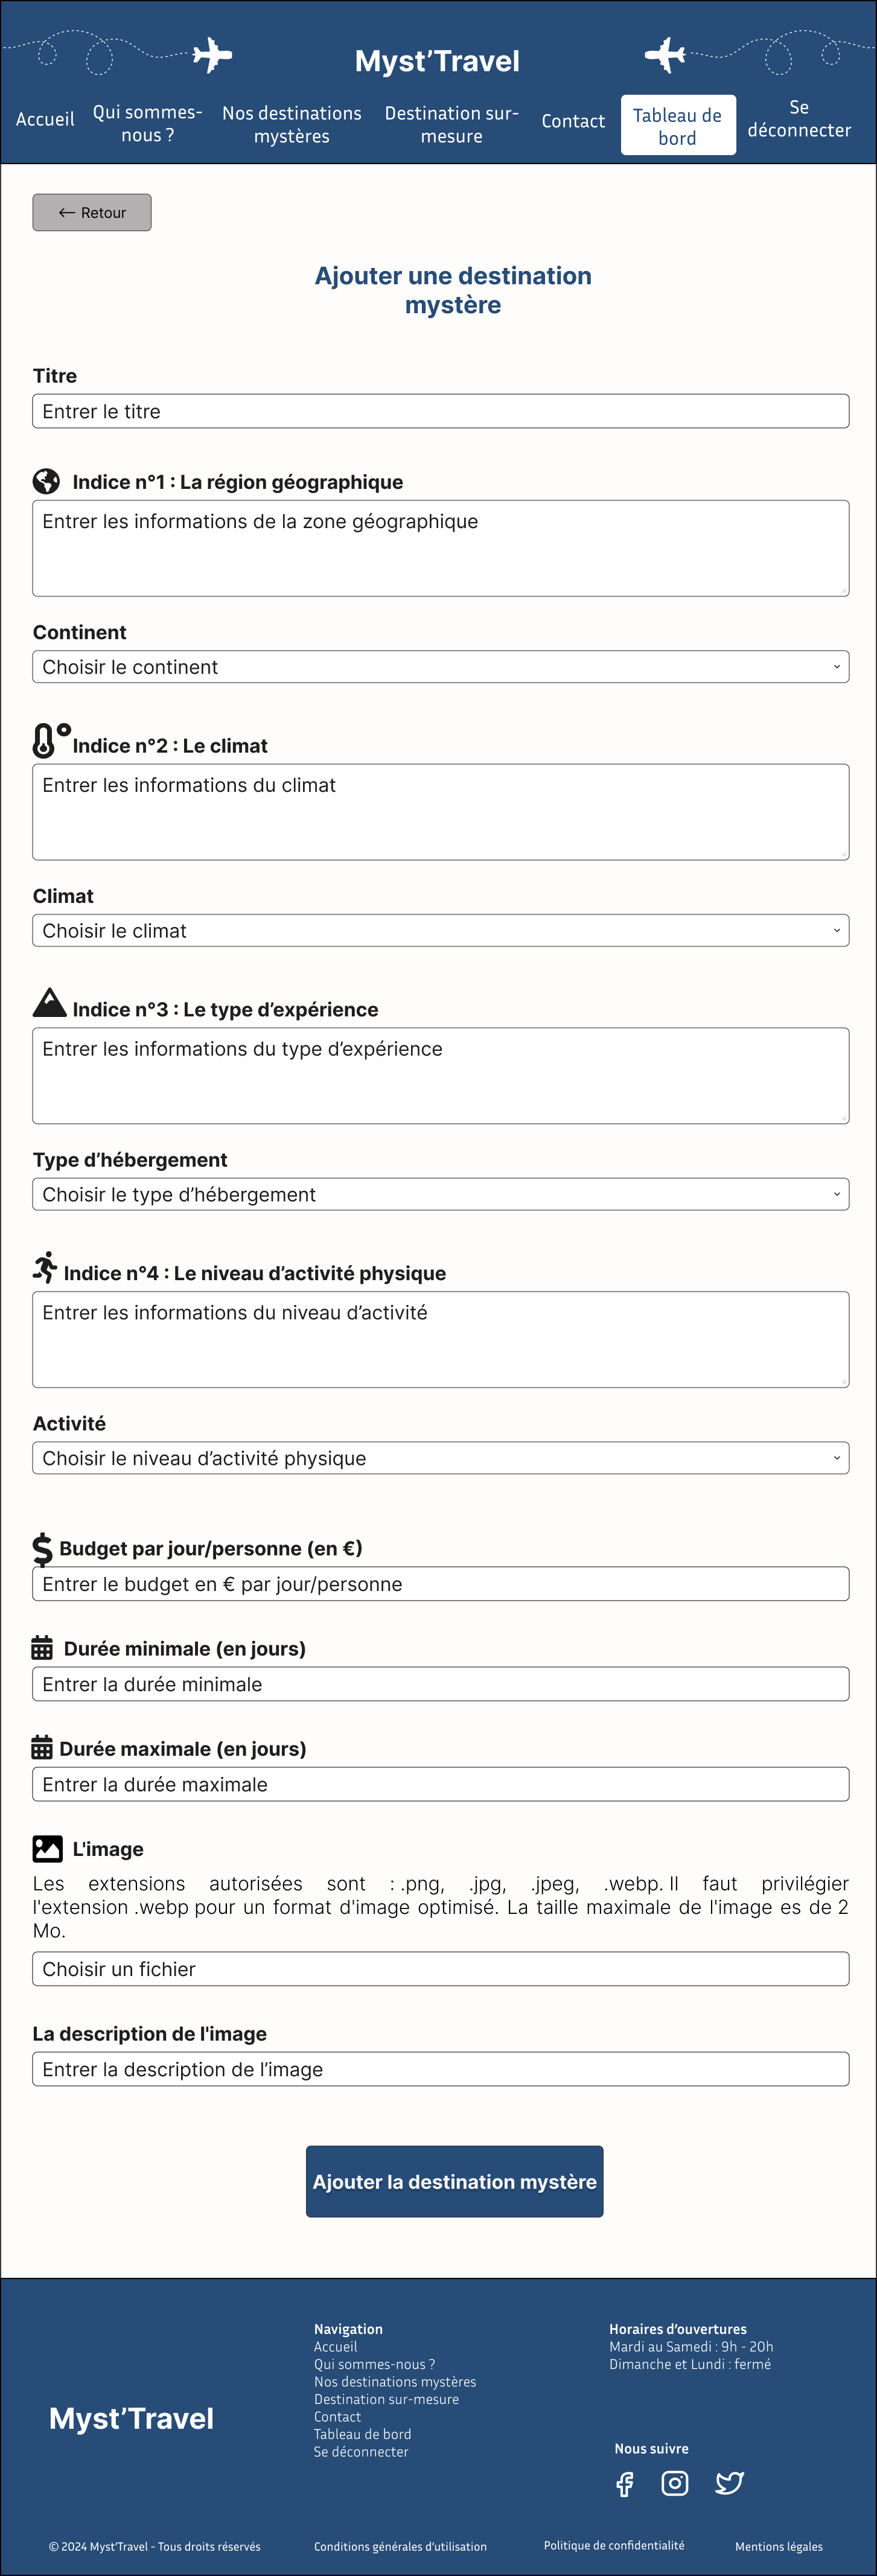 Myst’Travel
Accueil
Qui sommes-
nous ?
Nos destinations
mystères
Destination sur-
mesure
Contact
Tableau de
bord
Se
déconnecter
Retour
Ajouter une destination
mystère
Titre
Entrer le titre
Indice n°1 : La région géographique
Entrer les informations de la zone géographique
Continent
Choisir le continent
Indice n°2 : Le climat
Entrer les informations du climat
Climat
Choisir le climat
Indice n°3 : Le type d’expérience
Entrer les informations du type d’expérience
Type d’hébergement
Choisir le type d’hébergement
Indice n°4 : Le niveau d’activité physique
Entrer les informations du niveau d’activité
Activité
Choisir le niveau d’activité physique
Budget par jour/personne (en €)
Entrer le budget en € par jour/personne
Durée minimale (en jours)
Entrer la durée minimale
Durée maximale (en jours)
Entrer la durée maximale
L'image
Les extensions autorisées sont : .png, .jpg, .jpeg, .webp. Il faut privilégier
l'extension .webp pour un format d'image optimisé. La taille maximale de l'image es de 2
Mo.
Choisir un fichier
La description de l'image
Entrer la description de l’image
Ajouter la destination mystère
Myst’Travel
Navigation
Accueil
Qui sommes-nous ?
Nos destinations mystères
Destination sur-mesure
Contact
Tableau de bord
Se déconnecter
Horaires d’ouvertures
Mardi au Samedi : 9h - 20h
Dimanche et Lundi : fermé
Nous suivre
© 2024 Myst’Travel - Tous droits réservés
Conditions générales d’utilisation
Politique de confidentialité
Mentions légales